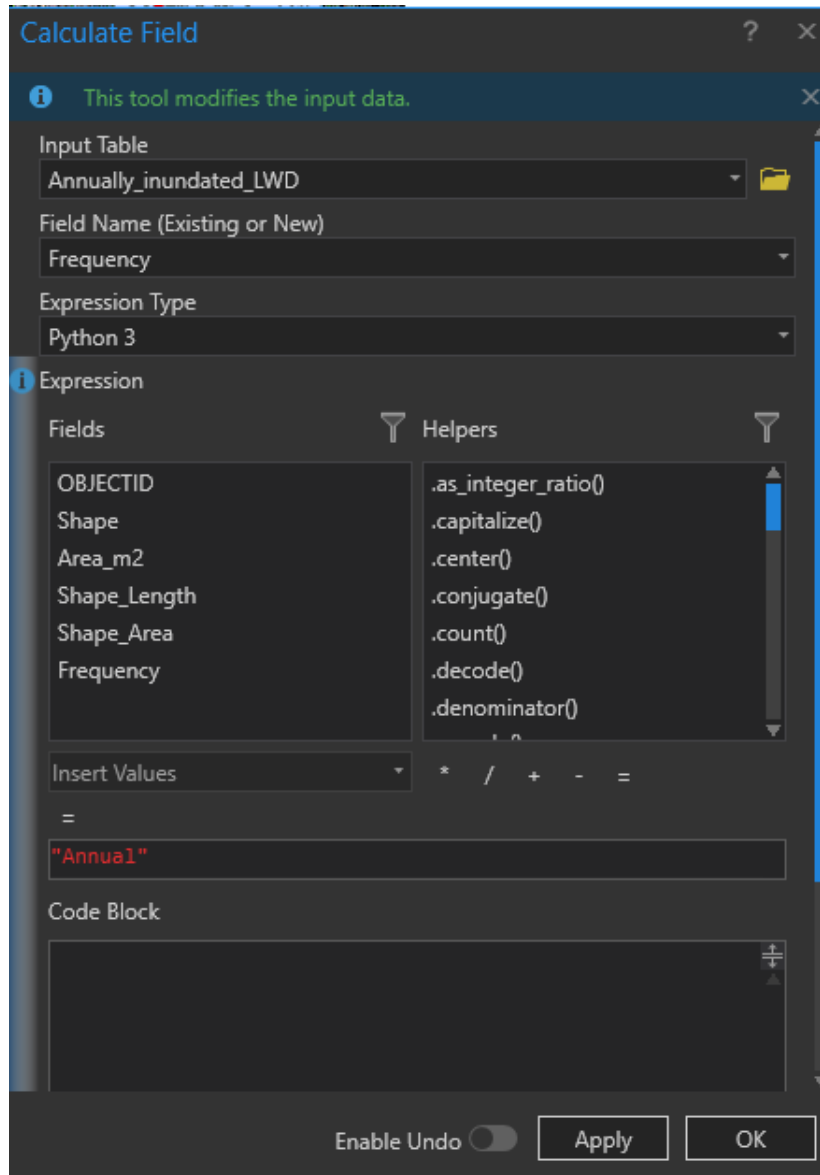 Calculate Field ?
This tool modifies the input data.
Input Table
Annually_inundated_LWD
Field Name (Existing or New)
Frequency
Expression Type
Python 3
Expression
Fields
Helpers
OBJECTID
Shape
Area_m2
Shape_Length
Shape_Area
Frequency
.as_integer_ratio()
.capitalize()
.center()
.conjugate()
.count()
.decode()
.denominator()
Insert Values
* / + - =
=
"Annual"
Code Block
Enable Undo
Apply
OK